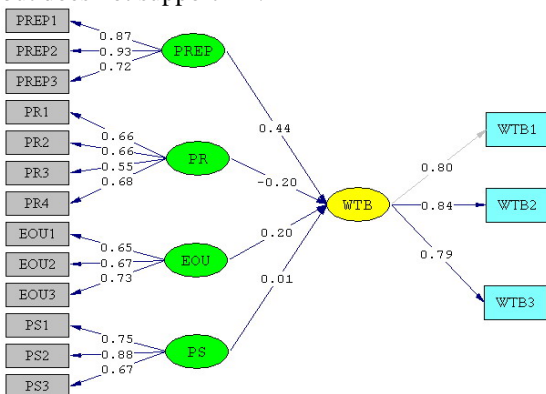 PREP1
PREP2
PREP3
PR1
PR2
PR3
PR4
EOU1
EOU2
EOU3
PS1
PS2
PS3
0.87
0.93
0.72
0.66
0.66
0.55
0.68
0.65
0.67
0.73
0.75
0.88
0.67
PREP
PR
EOU
PS
0.44
-0.20
0.20
0.01
WTB
0.80
0.84
0.79
WTB1
WTB2
WTB3